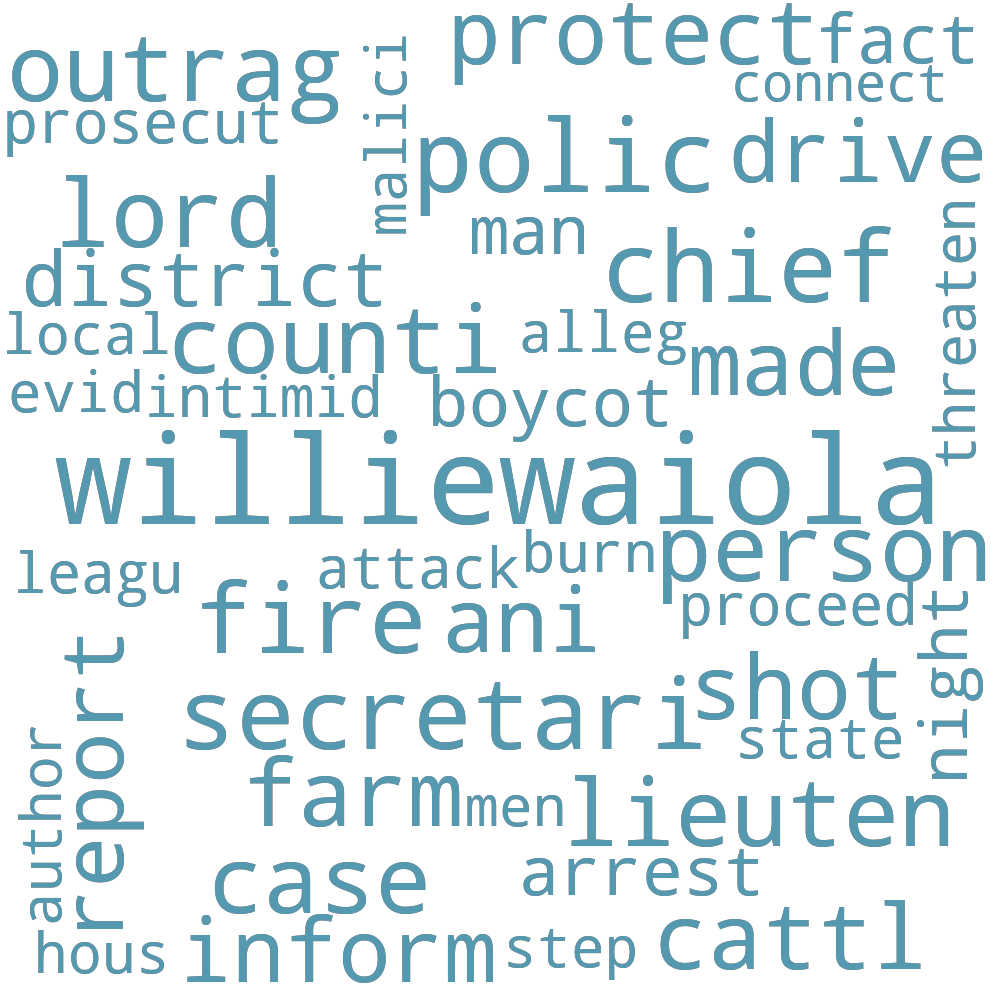 protect
fact
outrag
connect
prosecut
malici
polic
drive
lord
man
threaten
chief
district
local
counti
alleg
made
evid
intimid
boycot
williewaiola
person
leagu
attack
burn
fire
ani
proceed
night
report
secretari
shot
state
author
farm
men
lieuten
case
arrest
hous
inform
step
cattl